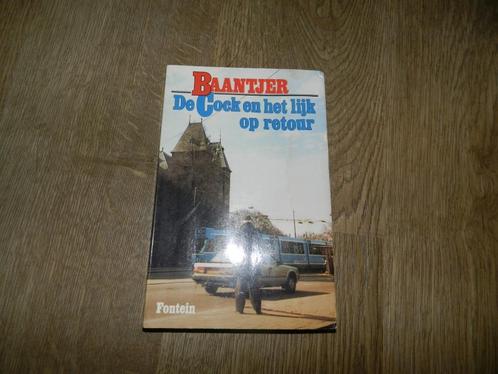 BAANTJER
De Cock en het lijk
op retour
Fontein